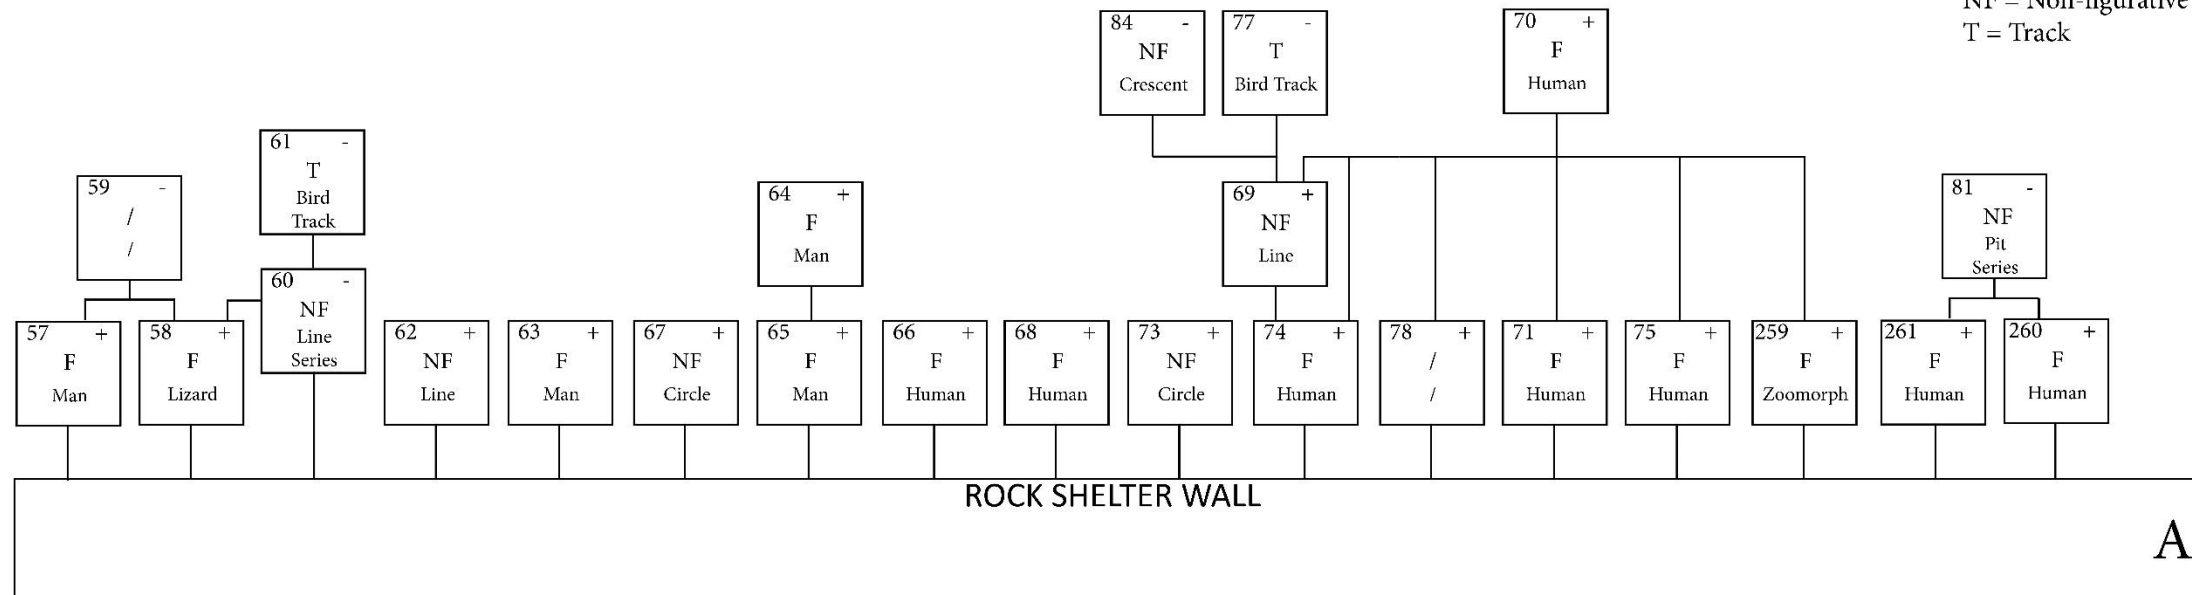 NF = Non-figurative
T = Track
84 -
NF
Crescent
77 -
T
Bird Track
70 +
F
Human
61 -
T
Bird
Track
59 -
/
/
64 +
F
Man
69 +
NF
Line
81 -
NF
Pit
Series
60 -
NF
Line
Series
57 +
F
Man
58 +
F
Lizard
62 +
NF
Line
63 +
F
Man
67 +
NF
Circle
65 +
F
Man
66 +
F
Human
68 +
F
Human
73 +
NF
Circle
74 +
F
Human
78 +
/
/
71 +
F
Human
75 +
F
Human
259 +
F
Zoomorph
261 +
F
Human
260 +
F
Human
ROCK SHELTER WALL
A